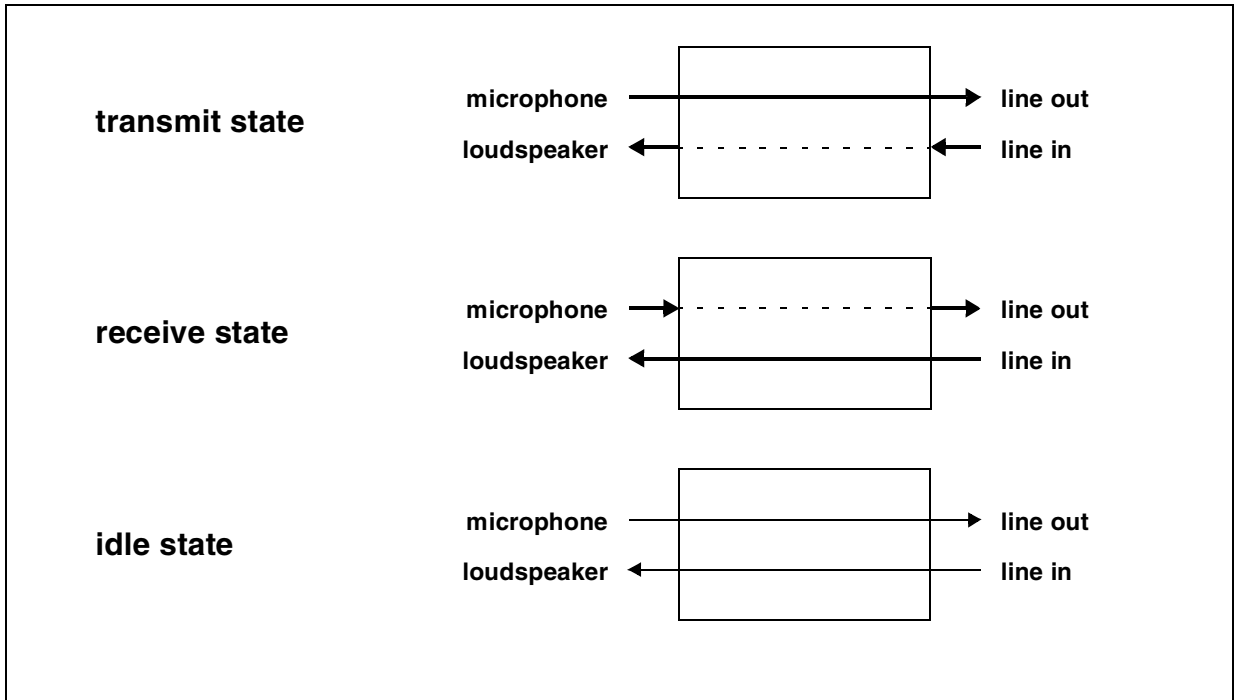 microphone
line out
transmit state
loudspeaker
line in
microphone
line out
receive state
loudspeaker
line in
microphone
line out
idle state
loudspeaker
line in